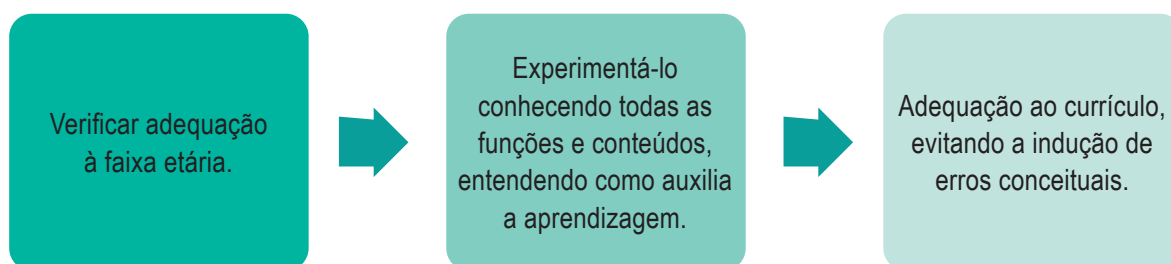 Verificar adequação
à faixa etária.
Experimentá-lo
conhecendo todas as
funções e conteúdos,
entendendo como auxilia
a aprendizagem.
Adequação ao currículo,
evitando a indução de
erros conceituais.